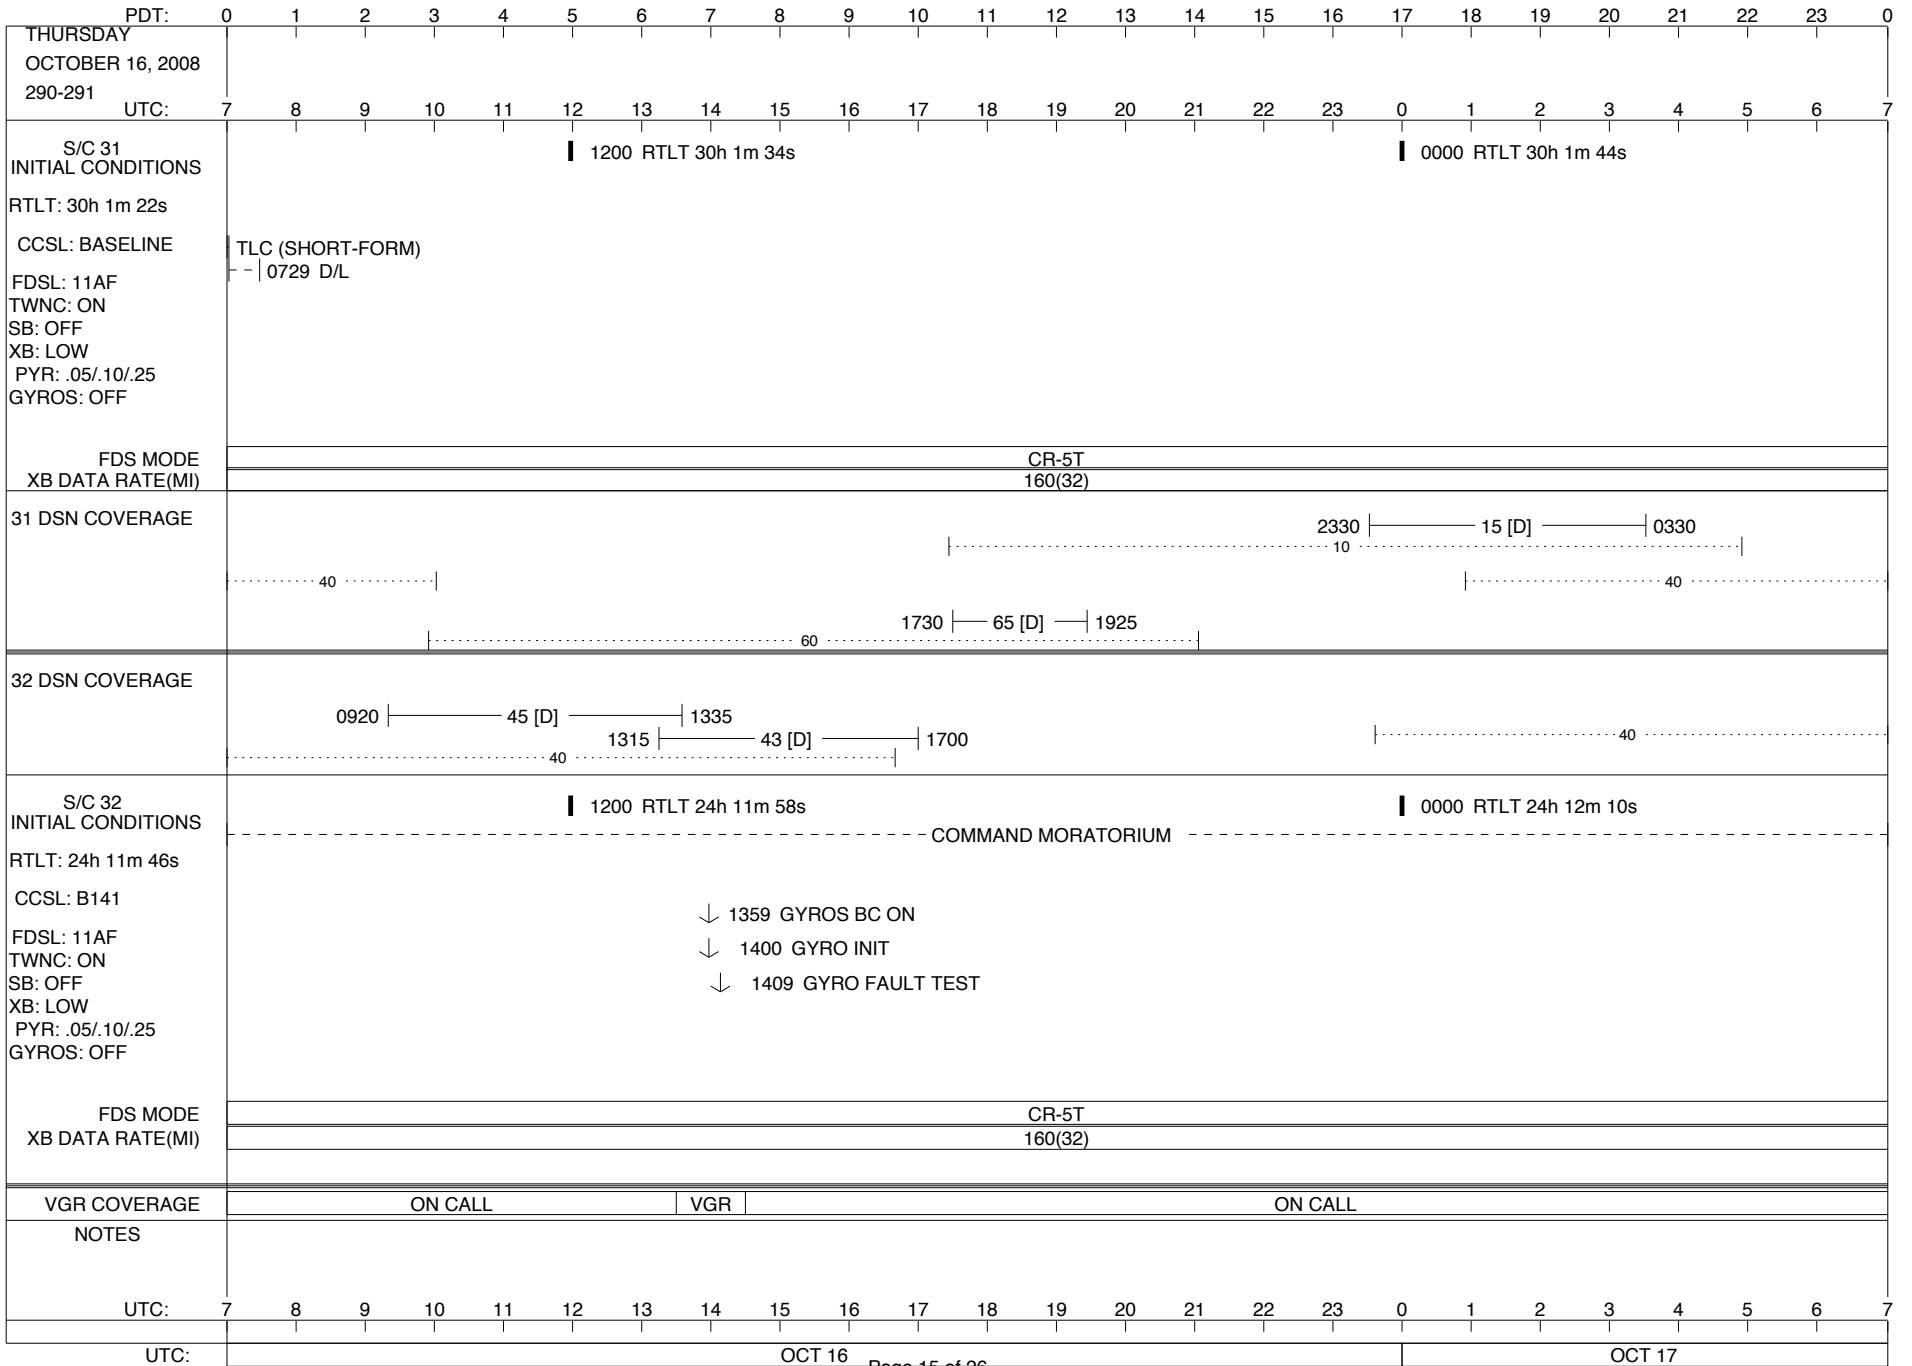 PDT: 0 1 2 3 4 5 6 7 8 9 10 11 12 13 14 15 16 17 18 19 20 21 22 23 0
THURSDAY
OCTOBER 16, 2008
290-291
UTC: 7 8 9 10 11 12 13 14 15 16 17 18 19 20 21 22 23 0 1 2 3 4 5 6 7
S/C 31
INITIAL CONDITIONS
1200 RTLT 30h 1m 34s
0000 RTLT 30h 1m 44s
RTLT: 30h 1m 22s
CCSL: BASELINE
TLC (SHORT-FORM)
0729 D/L
FDSL: 11AF
TWNC: ON
SB: OFF
XB: LOW
PYR: .05/.10/.25
GYROS: OFF
FDS MODE CR-5T
XB DATA RATE(MI) 160(32)
31 DSN COVERAGE
2330 15 [D] 0330
10
40 40
1730 65 [D] 1925
60
32 DSN COVERAGE
0920 45 [D] 1335
1315 43 [D] 1700
40
40
S/C 32
INITIAL CONDITIONS
1200 RTLT 24h 11m 58s
0000 RTLT 24h 12m 10s
COMMAND MORATORIUM
RTLT: 24h 11m 46s
CCSL: B141
1359 GYROS BC ON
FDSL: 11AF
1400 GYRO INIT
TWNC: ON
SB: OFF
1409 GYRO FAULT TEST
XB: LOW
PYR: .05/.10/.25
GYROS: OFF
FDS MODE CR-5T
XB DATA RATE(MI) 160(32)
VGR COVERAGE ON CALL VGR ON CALL
NOTES
UTC: 7 8 9 10 11 12 13 14 15 16 17 18 19 20 21 22 23 0 1 2 3 4 5 6 7
UTC: OCT 16 OCT 17
Page 15 of 26